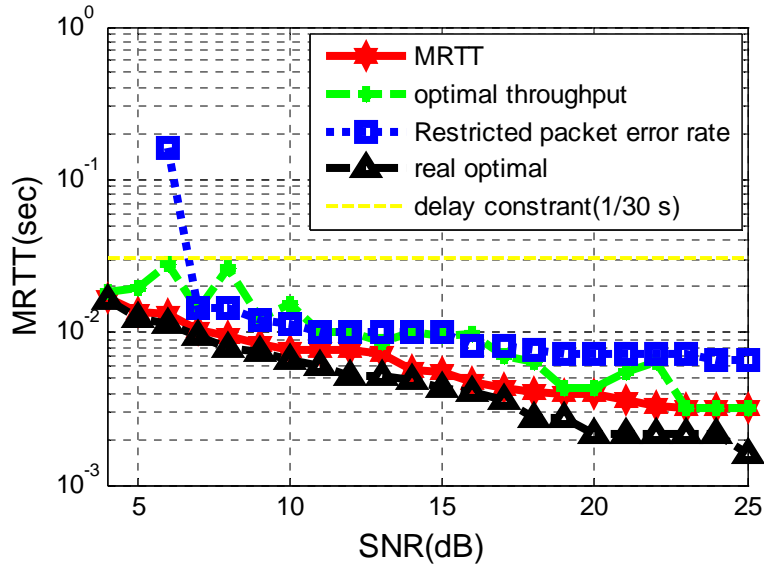 10^0
10^-1
10^-2
10^-3
MRTT(sec)
MRTT
optimal throughput
Restricted packet error rate
real optimal
delay constrant(1/30 s)
5
10
15
20
25
SNR(dB)